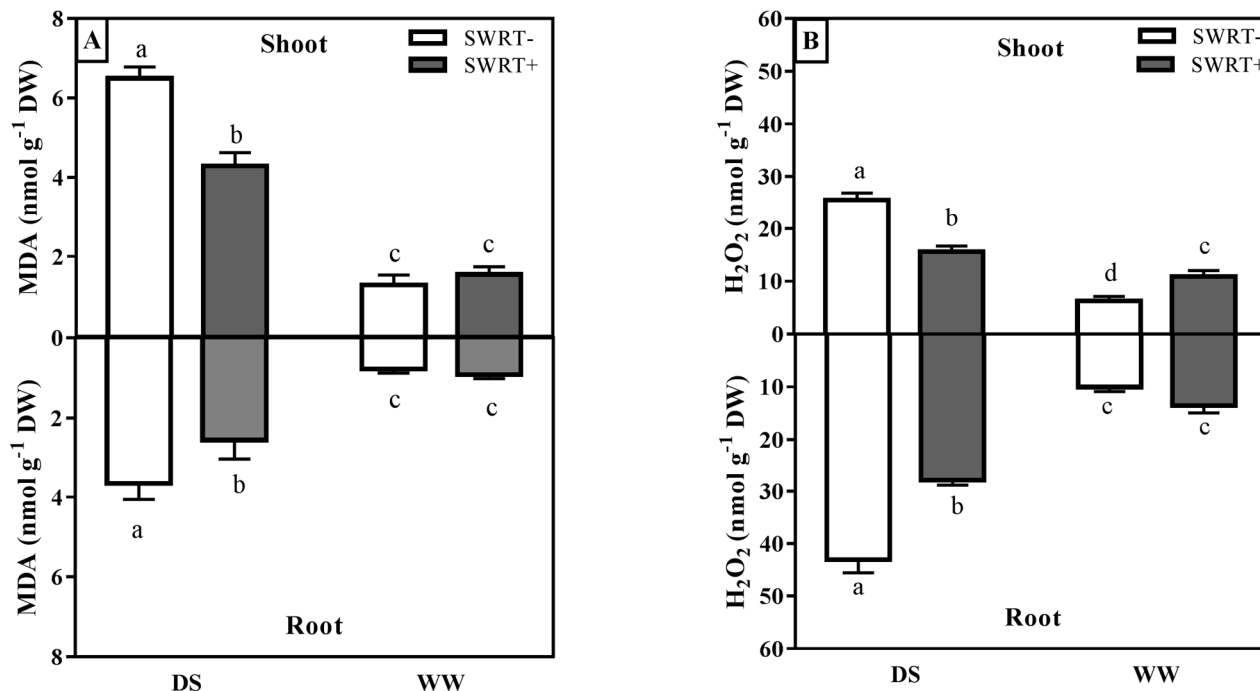 A
Shoot
SWRT-
SWRT+
MDA (nmol g⁻¹ DW)
8
6
4
2
0
2
4
6
8
a
b
c
c
a
b
c
c
MDA (nmol g⁻¹ DW)
Root
DS
WW
B
Shoot
SWRT-
SWRT+
H₂O₂ (nmol g⁻¹ DW)
60
50
40
30
20
10
0
10
20
30
40
50
60
a
b
d
c
a
b
c
c
H₂O₂ (nmol g⁻¹ DW)
Root
DS
WW